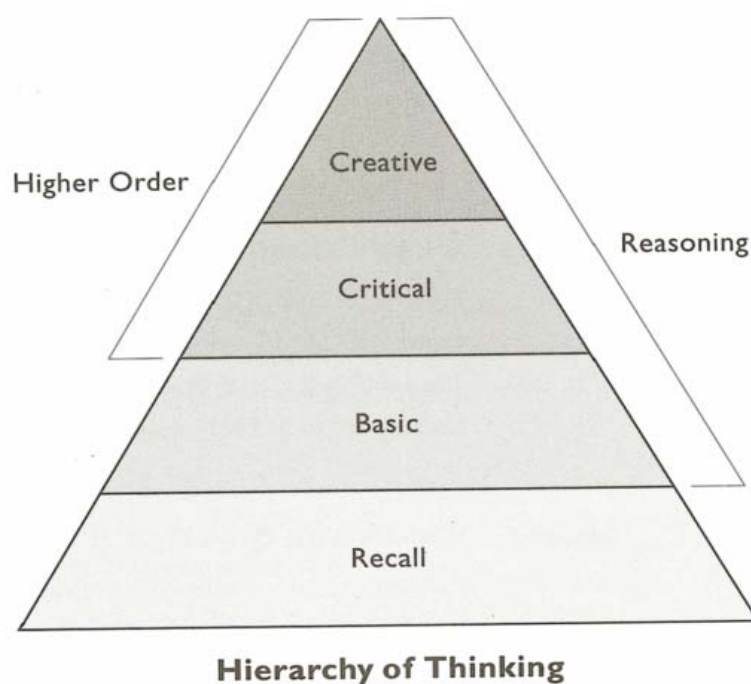 Creative
Higher Order
Reasoning
Critical
Basic
Recall
Hierarchy of Thinking